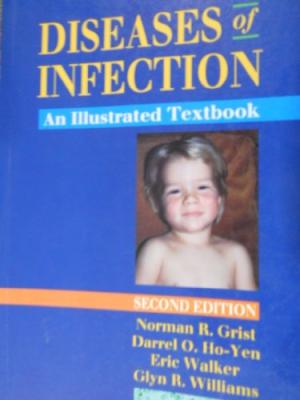 DISEASES of
INFECTION
An Illustrated Textbook
SECOND EDITION
Norman R. Grist
Darrel O. Ho-Yen
Eric Walker
Glyn R. Williams